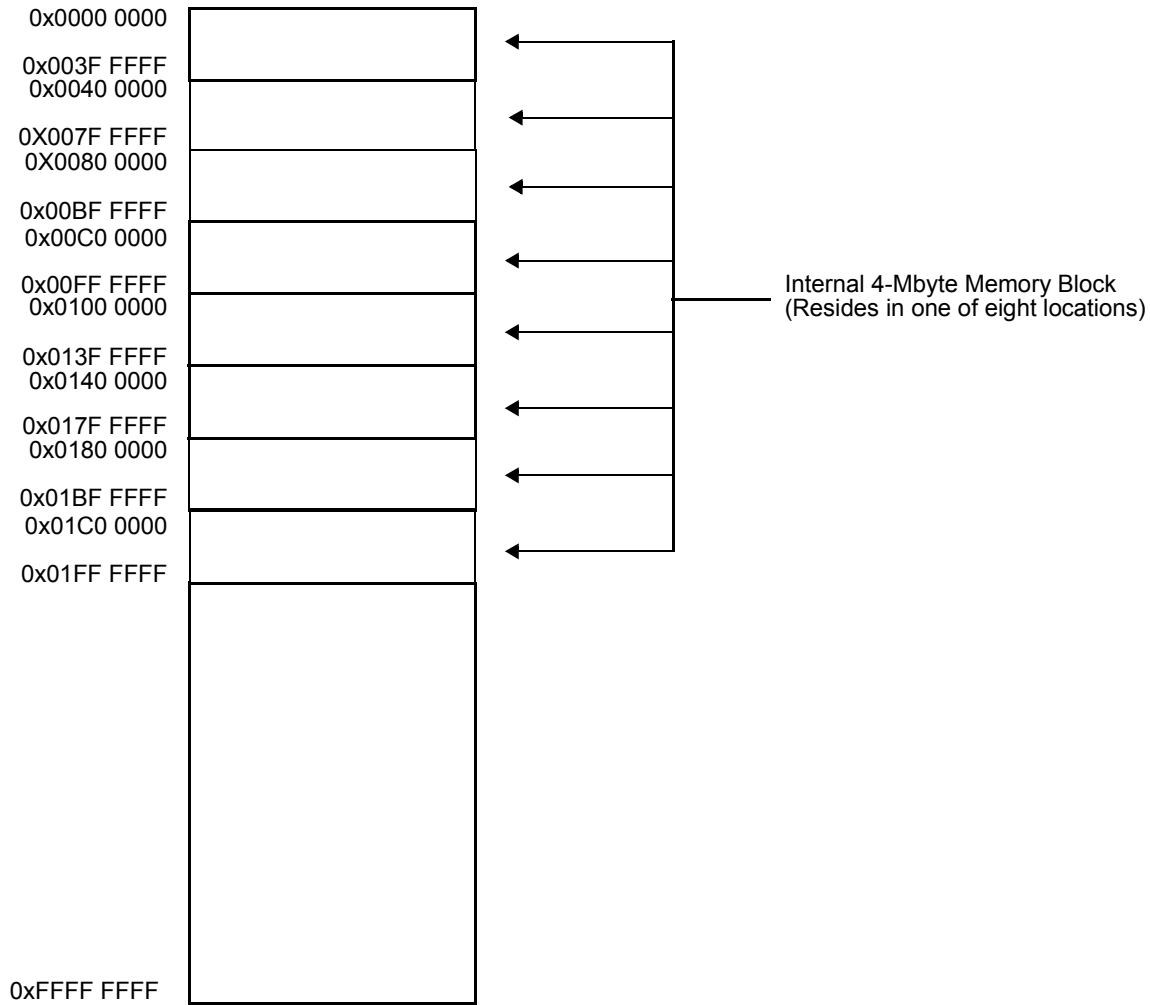 0x0000 0000
0x003F FFFF
0x0040 0000
0X007F FFFF
0X0080 0000
0x00BF FFFF
0x00C0 0000
0x00FF FFFF
0x0100 0000
0x013F FFFF
0x0140 0000
0x017F FFFF
0x0180 0000
0x01BF FFFF
0x01C0 0000
0x01FF FFFF
0xFFFF FFFF
Internal 4-Mbyte Memory Block
(Resides in one of eight locations)